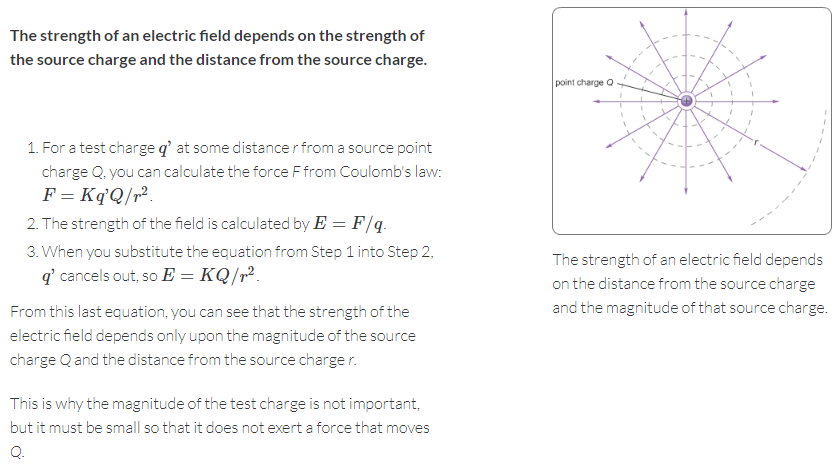 The strength of an electric field depends on the strength of
the source charge and the distance from the source charge.
1. For a test charge q’ at some distance r from a source point
charge Q, you can calculate the force F from Coulomb's law:
F = Kq'Q/r².
2. The strength of the field is calculated by E = F/q.
3. When you substitute the equation from Step 1 into Step 2,
q’ cancels out, so E = KQ/r².
From this last equation, you can see that the strength of the
electric field depends only upon the magnitude of the source
charge Q and the distance from the source charge r.
This is why the magnitude of the test charge is not important,
but it must be small so that it does not exert a force that moves
Q.
point charge Q
+
r
The strength of an electric field depends
on the distance from the source charge
and the magnitude of that source charge.